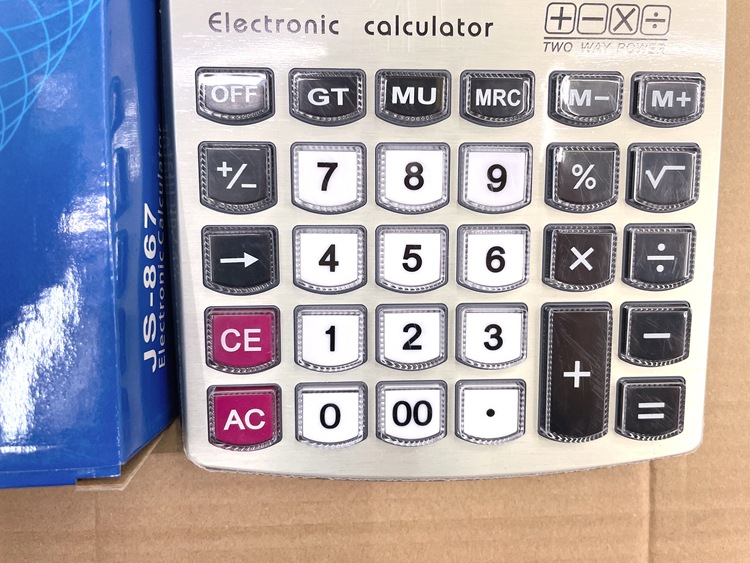 Electronic calculator
+ − × ÷
TWO WAY POWER
OFF GT MU MRC M− M+
+/− 7 8 9 % √
→ 4 5 6 × ÷
CE 1 2 3 + −
AC 0 00 . =
JS-867
Electronic Calculator